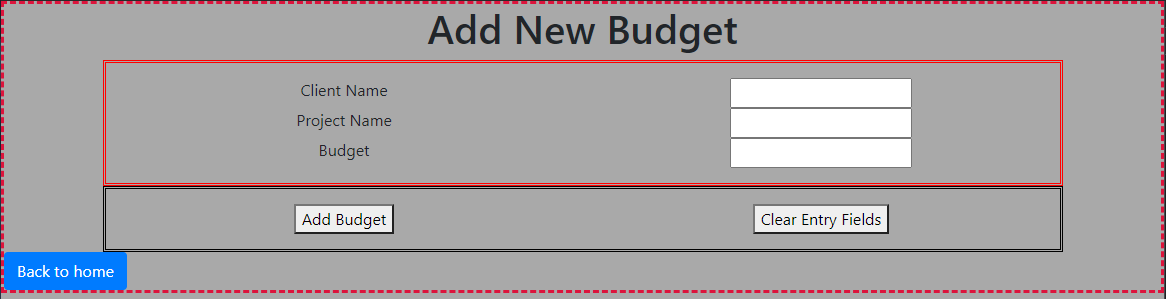 Add New Budget
Client Name
Project Name
Budget
Add Budget Clear Entry Fields
Back to home